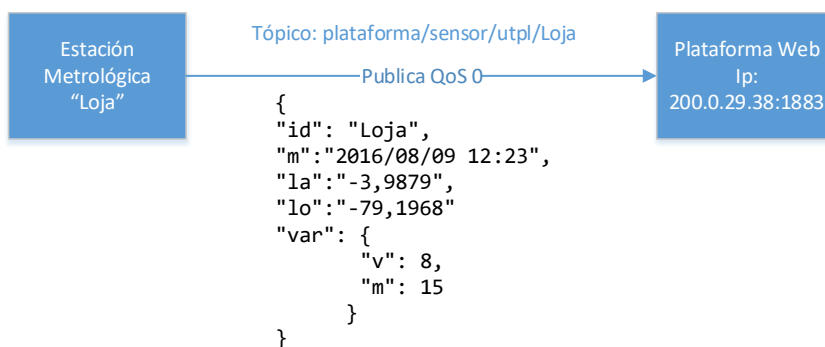 Estación
Metrológica
“Loja”
Tópico: plataforma/sensor/utpl/Loja
Publica QoS 0
Plataforma Web
Ip:
200.0.29.38:1883
{
"id": "Loja",
"m":"2016/08/09 12:23",
"la":"-3,9879",
"lo":"-79,1968"
"var": {
"v": 8,
"m": 15
}
}